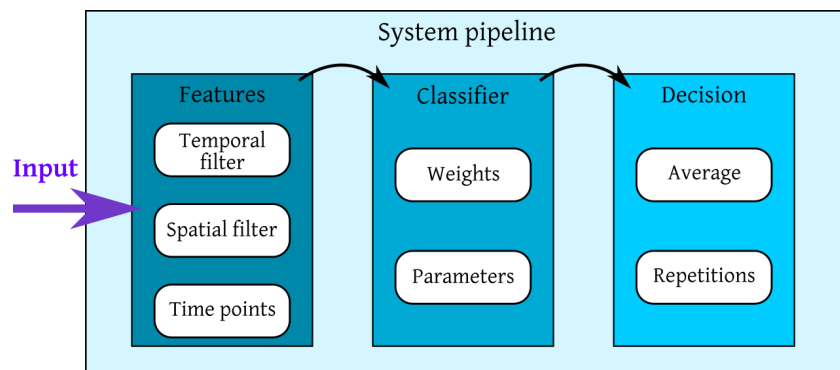 System pipeline
Input
Features
Temporal
filter
Spatial filter
Time points
Classifier
Weights
Parameters
Decision
Average
Repetitions